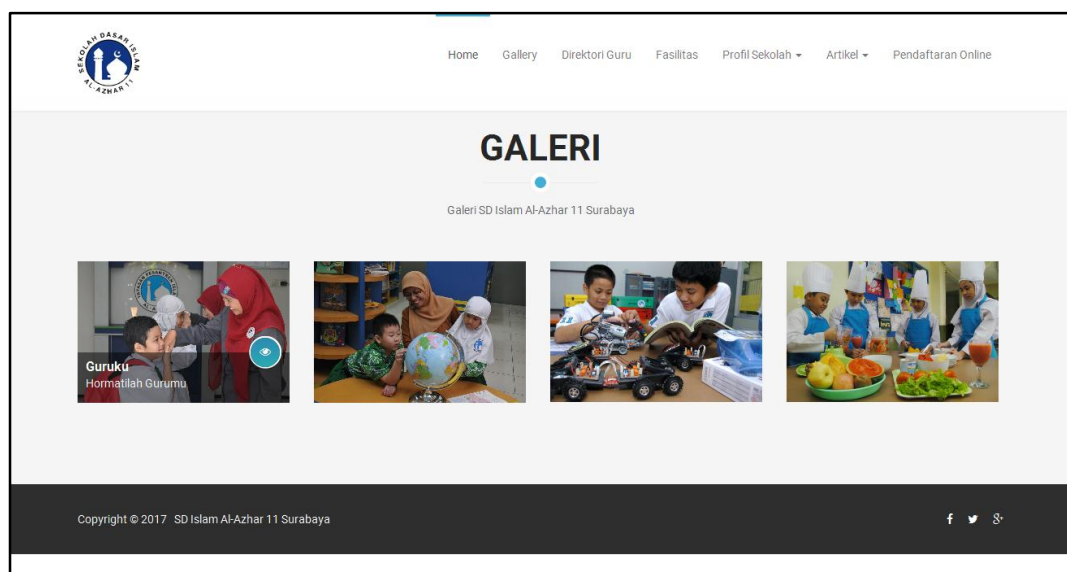 SEKOLAH DASAR ISLAM
AL-AZHAR 11
Home Gallery Direktori Guru Fasilitas Profil Sekolah Artikel Pendaftaran Online
GALERI
Galeri SD Islam Al-Azhar 11 Surabaya
Guruku
Hormatilah Gurumu
Copyright © 2017 SD Islam Al-Azhar 11 Surabaya